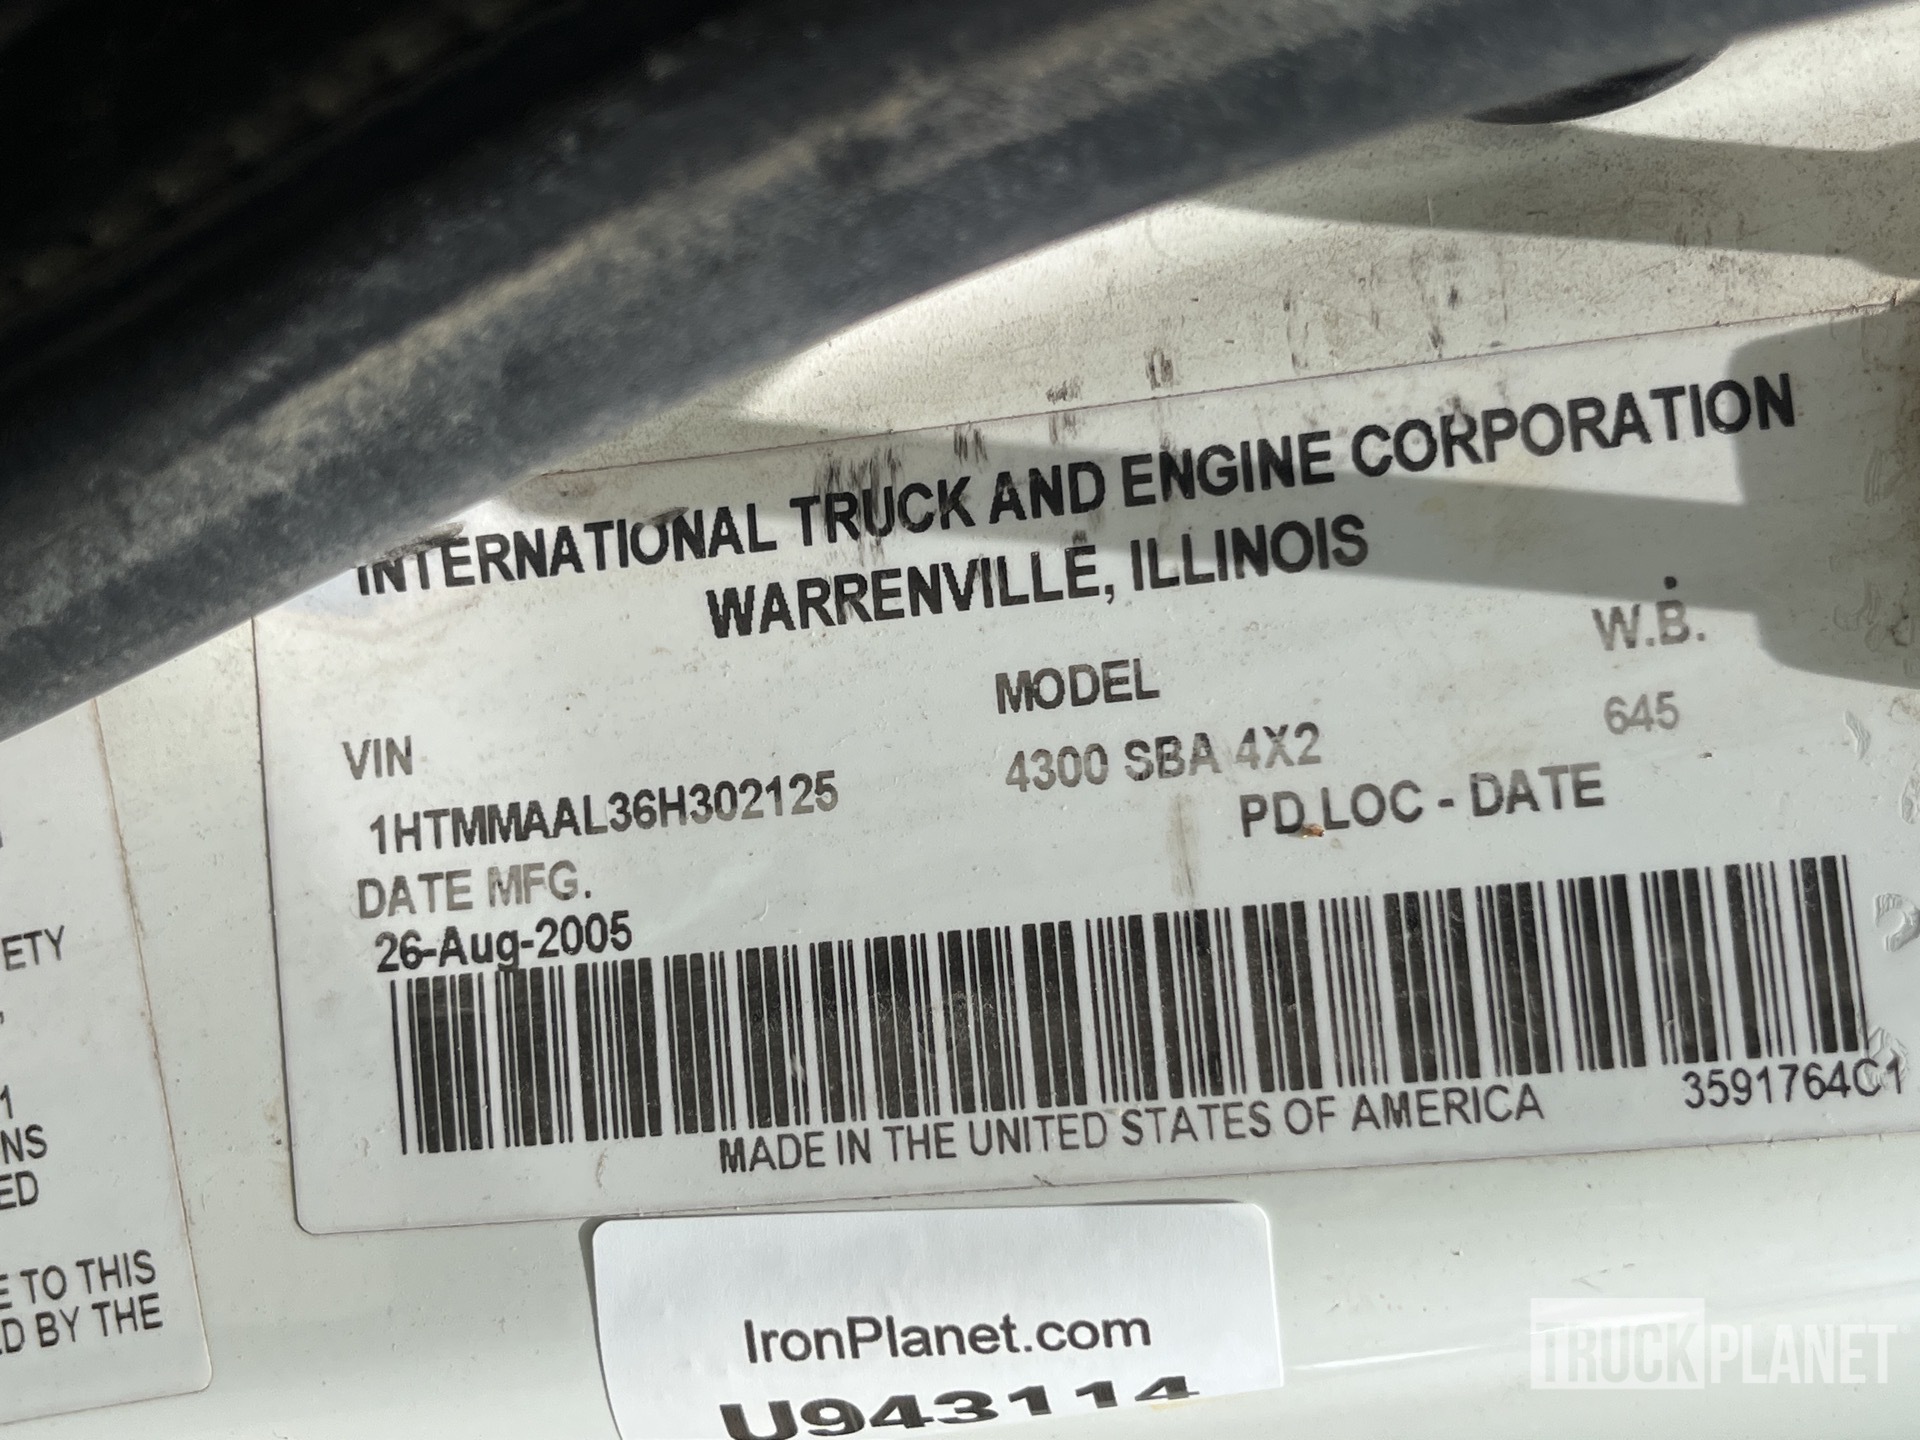 INTERNATIONAL TRUCK AND ENGINE CORPORATION
WARRENVILLE, ILLINOIS
VIN MODEL W.B.
1HTMMAAL36H302125 4300 SBA 4X2 645
DATE MFG. PD LOC - DATE
26-Aug-2005
MADE IN THE UNITED STATES OF AMERICA 3591764C1
ETY
1
NS
ED
E TO THIS
D BY THE
IronPlanet.com
U943114
TRUCKPLANET